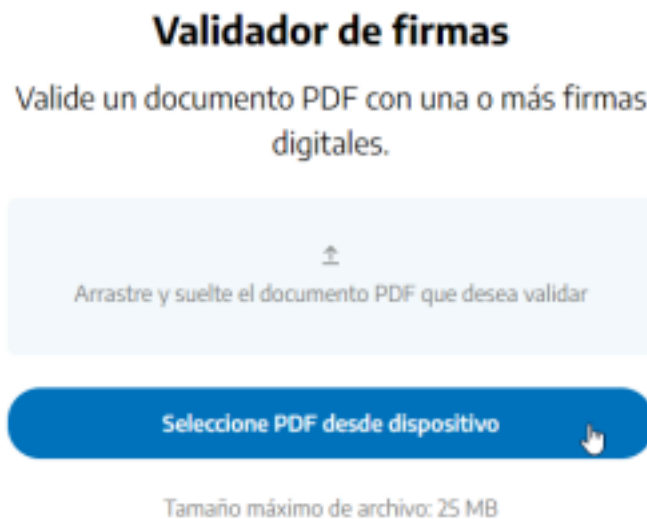 Validador de firmas
Valide un documento PDF con una o más firmas
digitales.
Arrastre y suelte el documento PDF que desea validar
Seleccione PDF desde dispositivo
Tamaño máximo de archivo: 25 MB